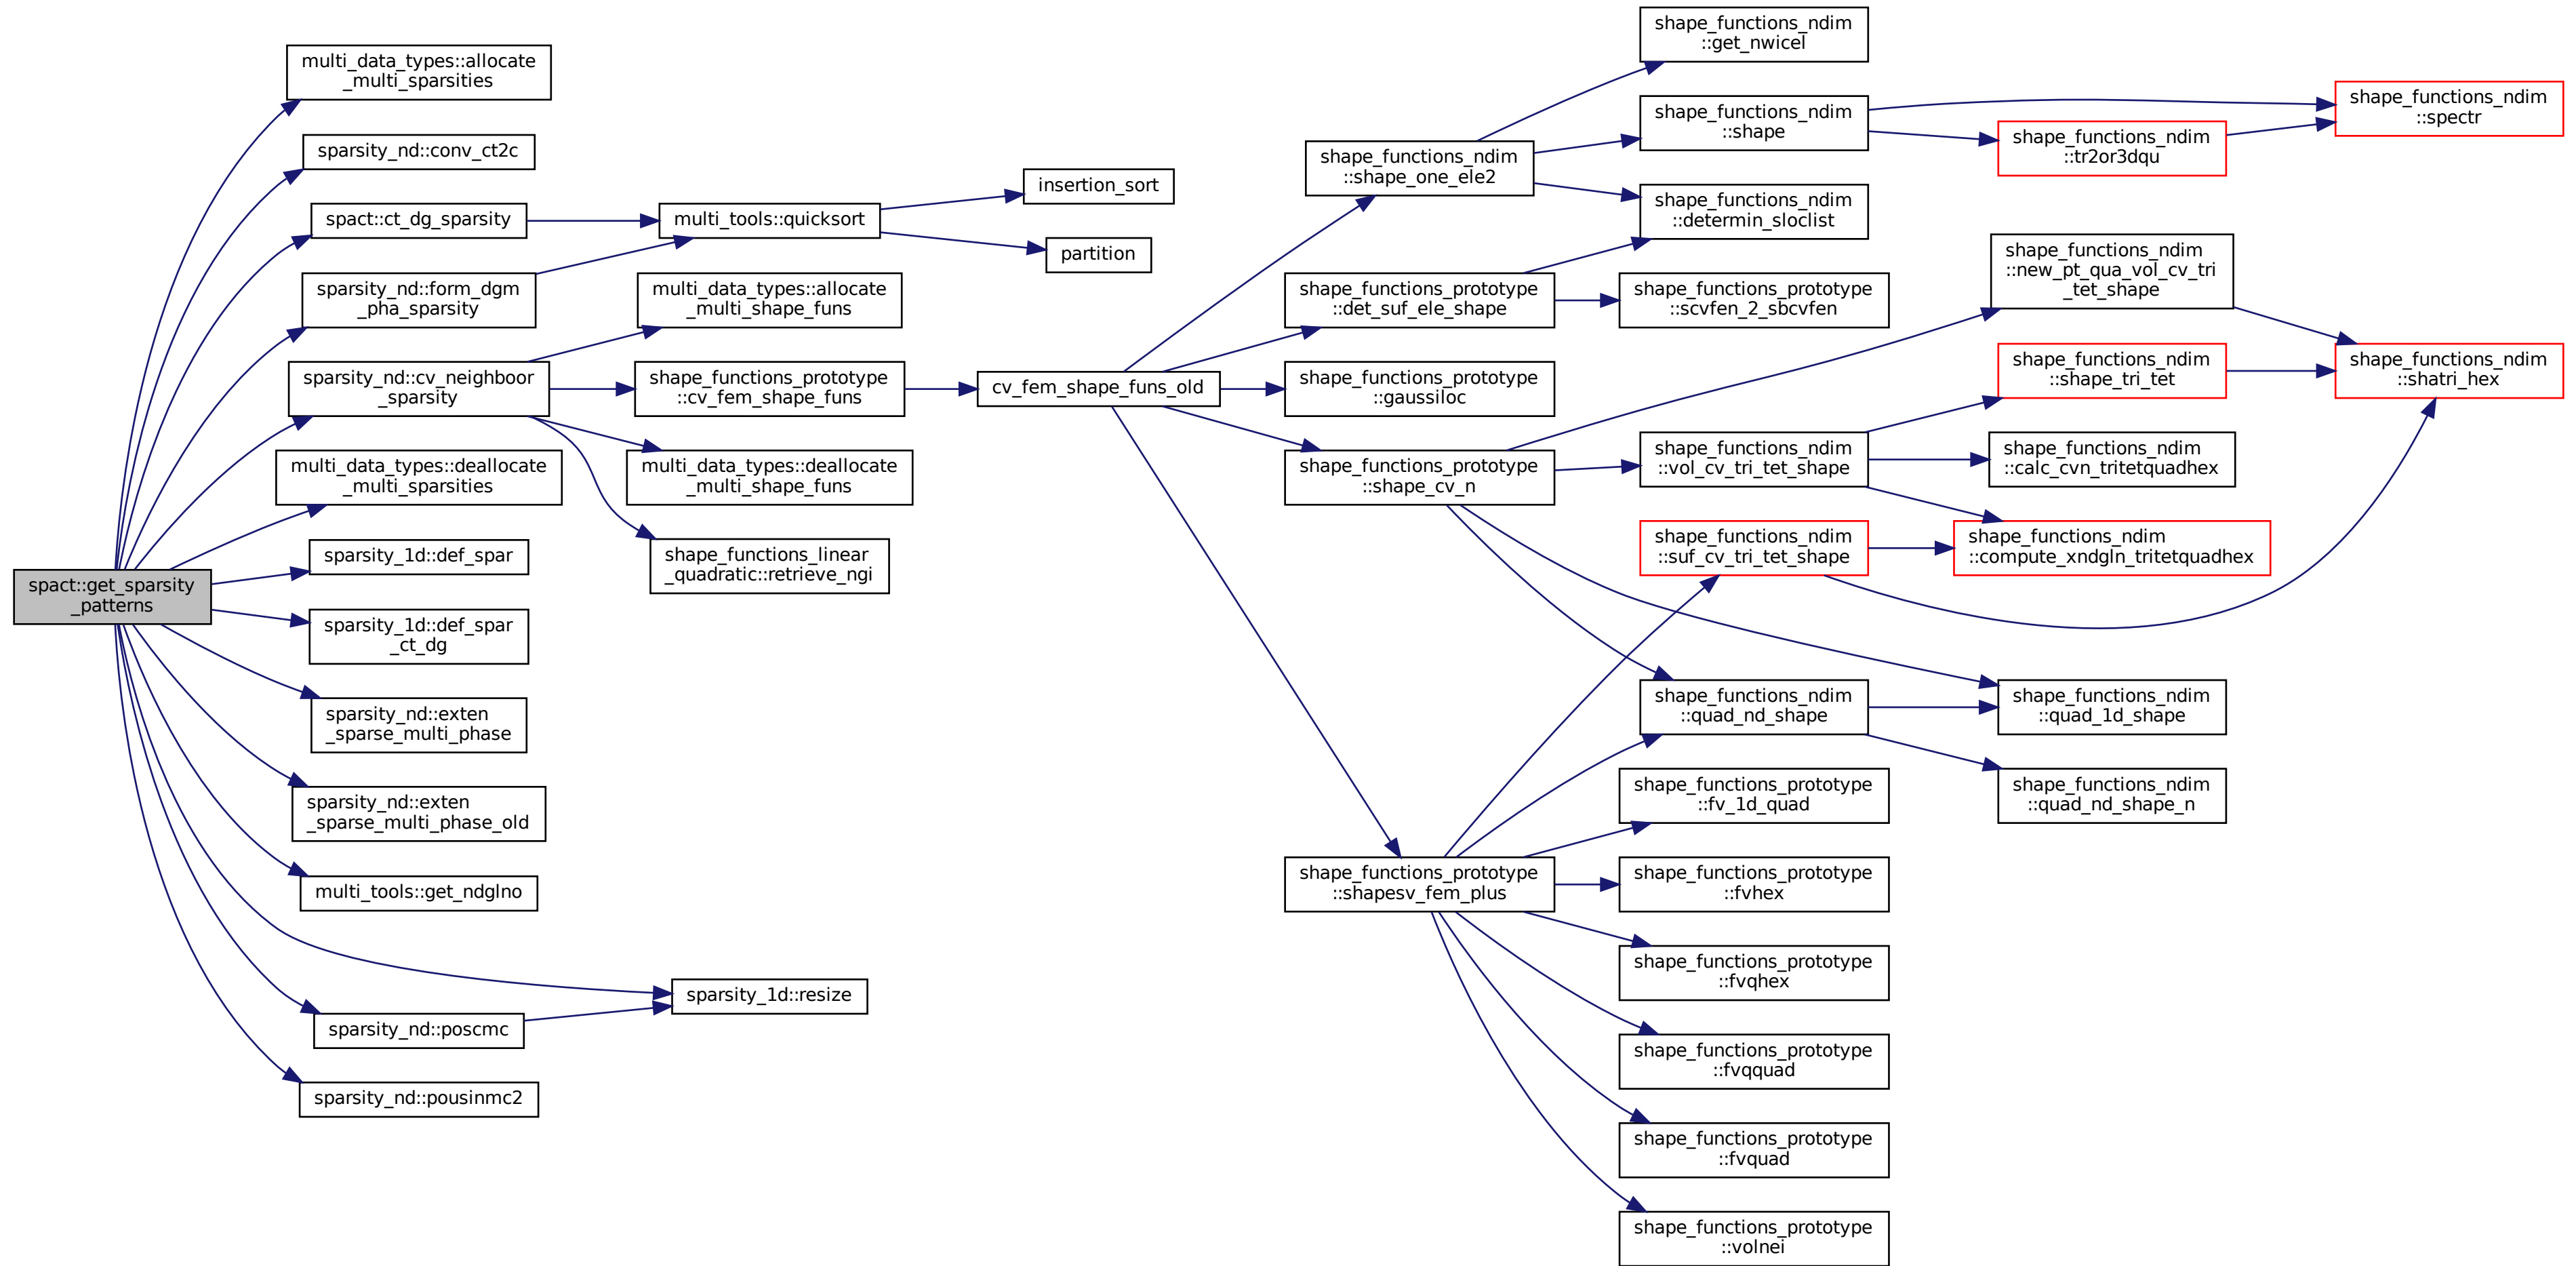 spact::get_sparsity
_patterns
multi_data_types::allocate
_multi_sparsities
sparsity_nd::conv_ct2c
spact::ct_dg_sparsity
sparsity_nd::form_dgm
_pha_sparsity
sparsity_nd::cv_neighboor
_sparsity
multi_data_types::deallocate
_multi_sparsities
sparsity_1d::def_spar
sparsity_1d::def_spar
_ct_dg
sparsity_nd::exten
_sparse_multi_phase
sparsity_nd::exten
_sparse_multi_phase_old
multi_tools::get_ndglno
sparsity_nd::poscmc
sparsity_nd::pousinmc2
multi_tools::quicksort
multi_data_types::allocate
_multi_shape_funs
shape_functions_prototype
::cv_fem_shape_funs
multi_data_types::deallocate
_multi_shape_funs
shape_functions_linear
_quadratic::retrieve_ngi
sparsity_1d::resize
insertion_sort
partition
cv_fem_shape_funs_old
shape_functions_ndim
::shape_one_ele2
shape_functions_prototype
::det_suf_ele_shape
shape_functions_prototype
::gaussiloc
shape_functions_prototype
::shape_cv_n
shape_functions_prototype
::shapesv_fem_plus
shape_functions_ndim
::get_nwicel
shape_functions_ndim
::shape
shape_functions_ndim
::determin_sloclist
shape_functions_prototype
::scvfen_2_sbcvfen
shape_functions_ndim
::vol_cv_tri_tet_shape
shape_functions_ndim
::suf_cv_tri_tet_shape
shape_functions_ndim
::quad_nd_shape
shape_functions_prototype
::fv_1d_quad
shape_functions_prototype
::fvhex
shape_functions_prototype
::fvqhex
shape_functions_prototype
::fvqquad
shape_functions_prototype
::fvquad
shape_functions_prototype
::volnei
shape_functions_ndim
::tr2or3dqu
shape_functions_ndim
::new_pt_qua_vol_cv_tri
_tet_shape
shape_functions_ndim
::shape_tri_tet
shape_functions_ndim
::calc_cvn_tritetquadhex
shape_functions_ndim
::compute_xndgln_tritetquadhex
shape_functions_ndim
::quad_1d_shape
shape_functions_ndim
::quad_nd_shape_n
shape_functions_ndim
::spectr
shape_functions_ndim
::shatri_hex